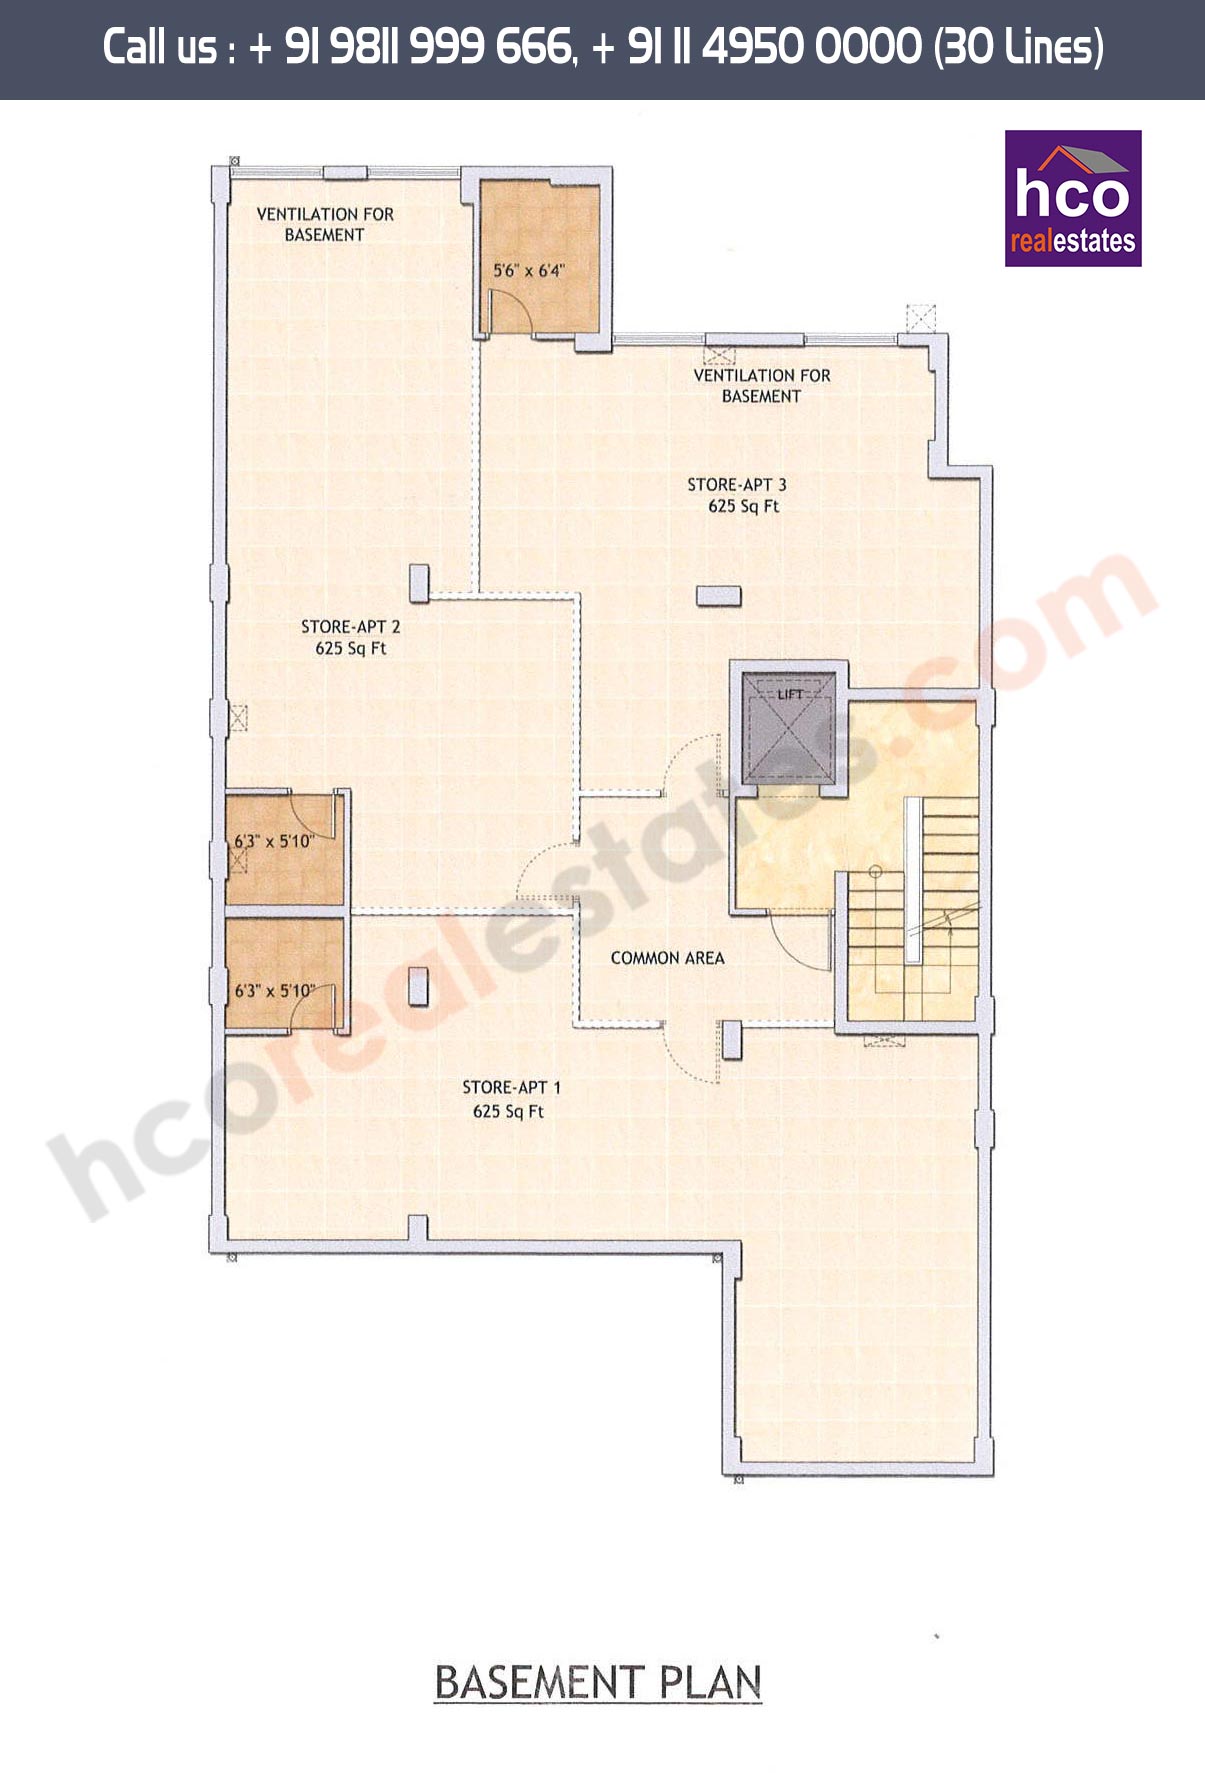 Call us : + 91 9811 999 666, + 91 11 4950 0000 (30 Lines)
hco
realestates
VENTILATION FOR
BASEMENT
5'6" x 6'4"
VENTILATION FOR
BASEMENT
STORE-APT 3
625 Sq Ft
STORE-APT 2
625 Sq Ft
LIFT
6'3" x 5'10"
COMMON AREA
6'3" x 5'10"
STORE-APT 1
625 Sq Ft
hcorealestates.com
BASEMENT PLAN